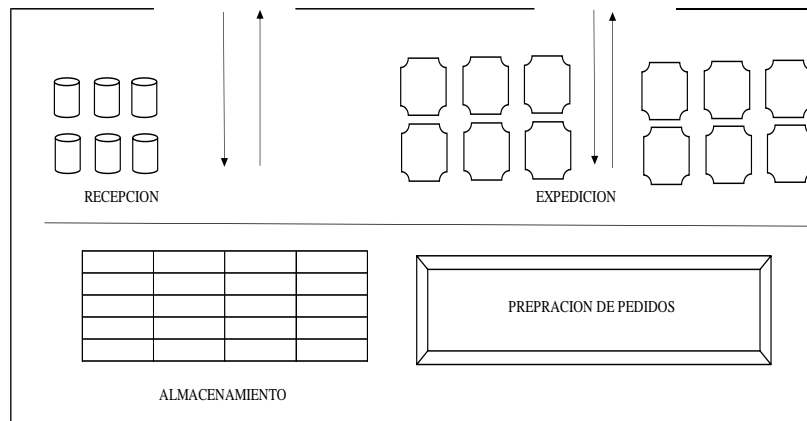 RECEPCION
EXPEDICION
PREPRACION DE PEDIDOS
ALMACENAMIENTO